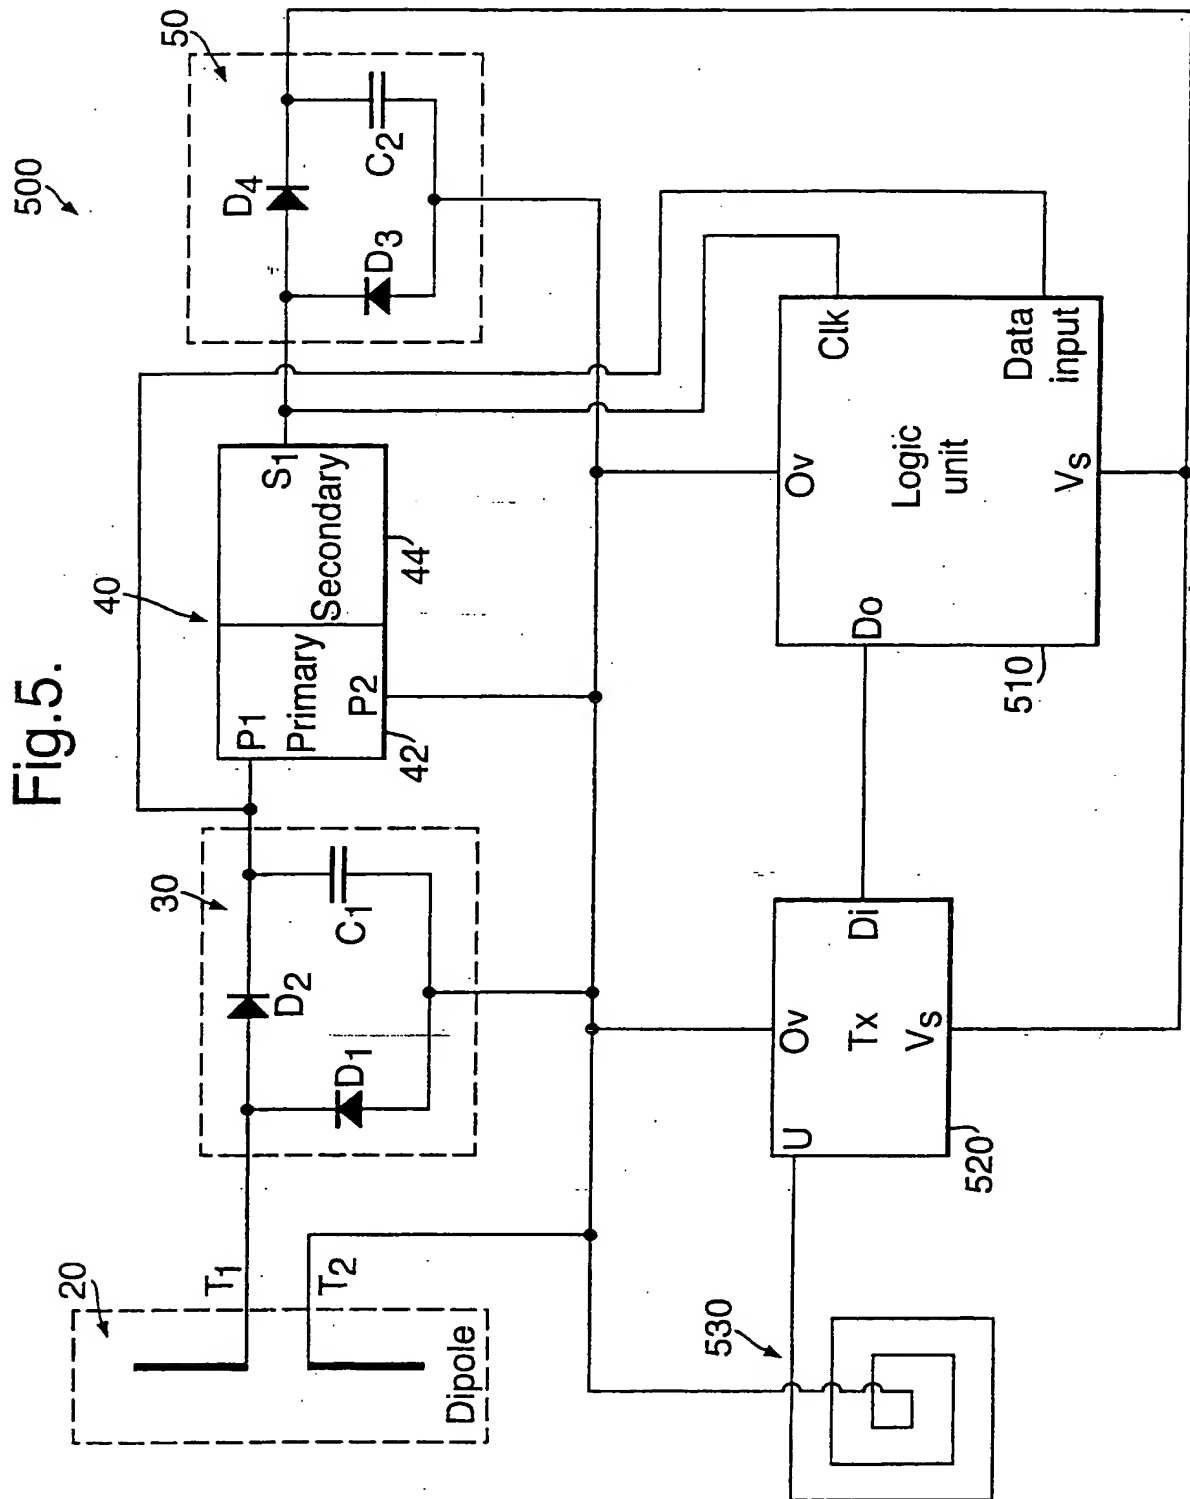 Fig.5.
500
20
T1
T2
Dipole
30
D2
D1
C1
40
P1
Primary
P2
42
S1
Secondary
44
50
D4
D3
C2
530
U
Ov
Tx
Vs
Di
520
Do
Ov
Logic
unit
Clk
Data
input
Vs
510